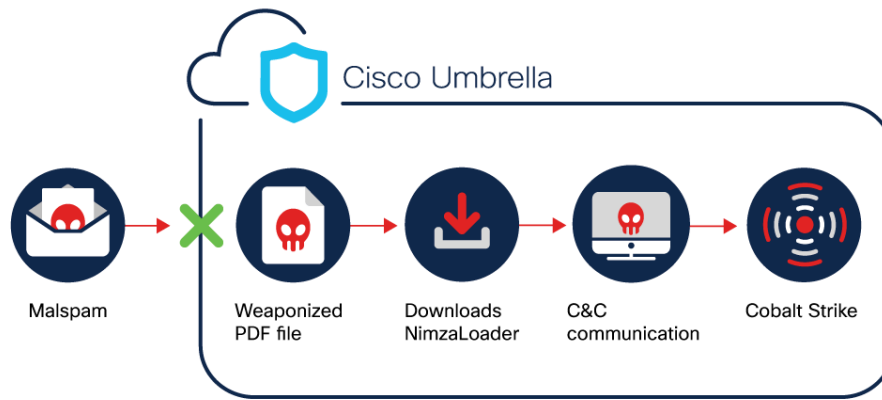 Cisco Umbrella
Malspam
Weaponized
PDF file
Downloads
NimzaLoader
C&C
communication
Cobalt Strike